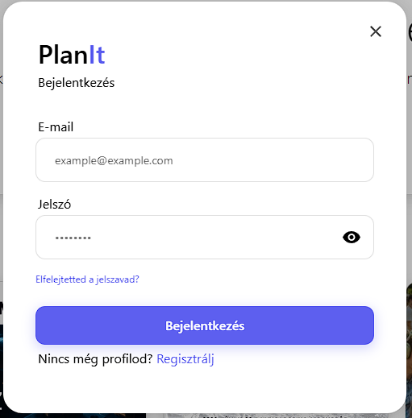 PlanIt
Bejelentkezés
E-mail
example@example.com
Jelszó
Elfelejtetted a jelszavad?
Bejelentkezés
Nincs még profilod? Regisztrálj